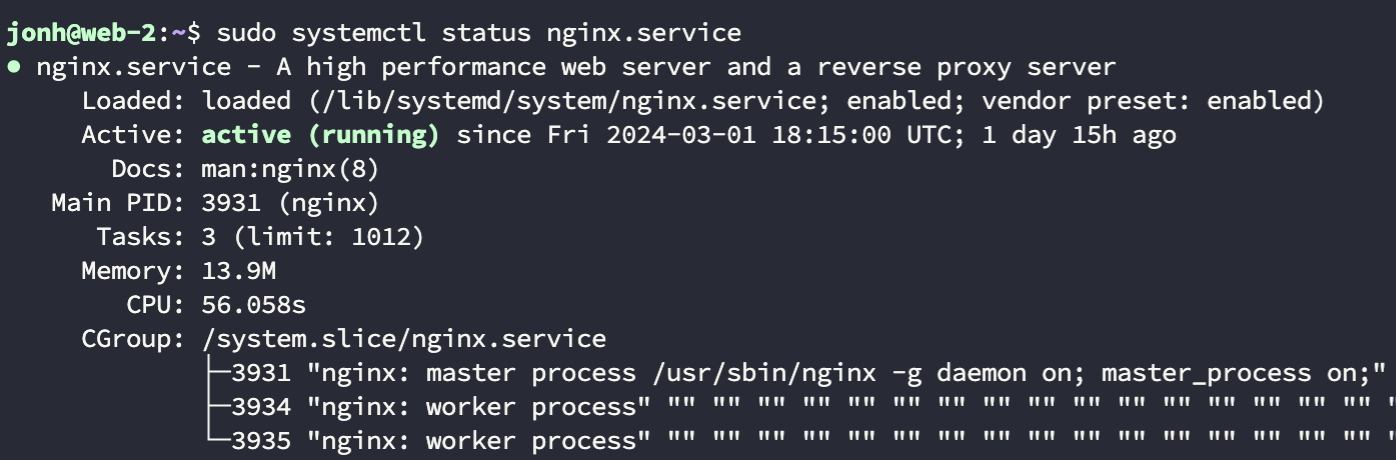 jonh@web-2:~$ sudo systemctl status nginx.service
● nginx.service - A high performance web server and a reverse proxy server
     Loaded: loaded (/lib/systemd/system/nginx.service; enabled; vendor preset: enabled)
     Active: active (running) since Fri 2024-03-01 18:15:00 UTC; 1 day 15h ago
       Docs: man:nginx(8)
   Main PID: 3931 (nginx)
      Tasks: 3 (limit: 1012)
     Memory: 13.9M
        CPU: 56.058s
     CGroup: /system.slice/nginx.service
             ├─3931 "nginx: master process /usr/sbin/nginx -g daemon on; master_process on;"
             ├─3934 "nginx: worker process" "" "" "" "" "" "" "" "" "" "" "" "" "" "" "" "" "
             └─3935 "nginx: worker process" "" "" "" "" "" "" "" "" "" "" "" "" "" "" "" "" "